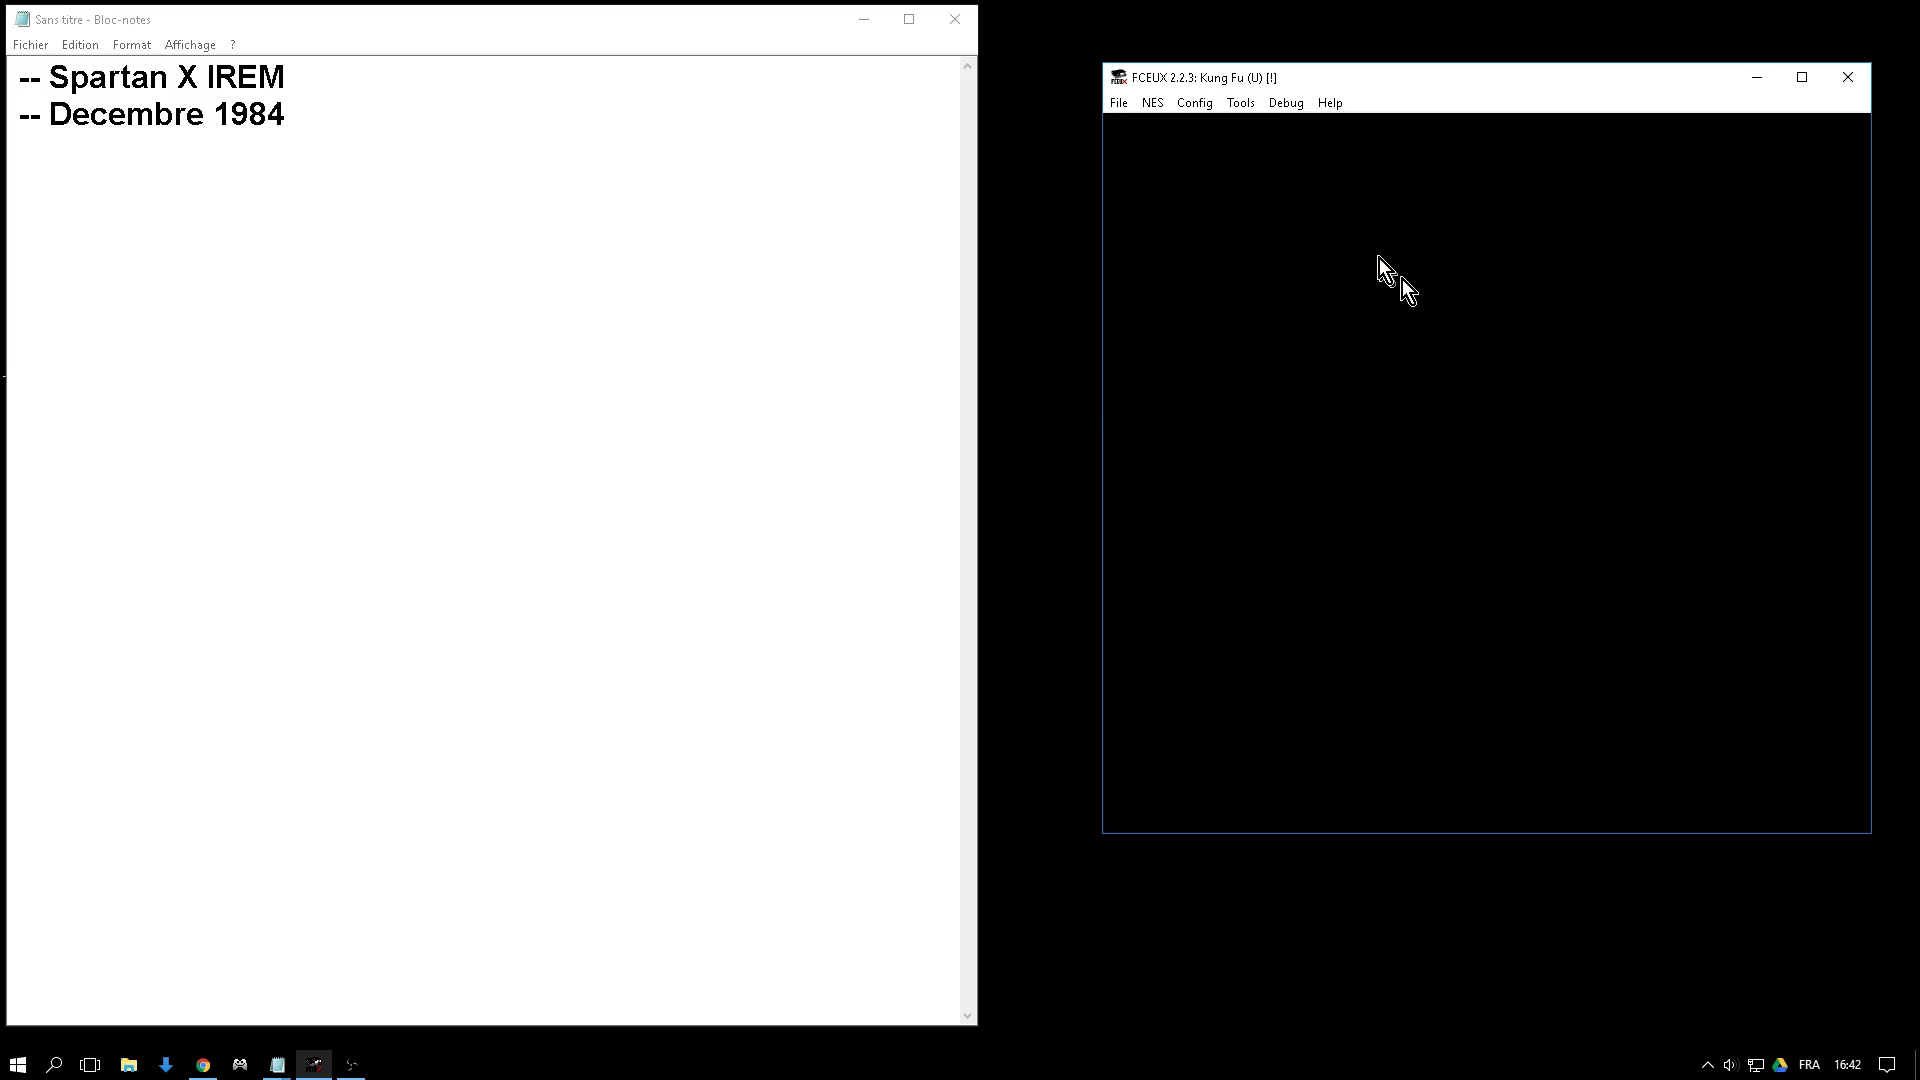 Sans titre - Bloc-notes
Fichier Edition Format Affichage ?
-- Spartan X IREM
-- Decembre 1984
FCEUX 2.2.3: Kung Fu (U) [!]
File NES Config Tools Debug Help
FRA 16:42